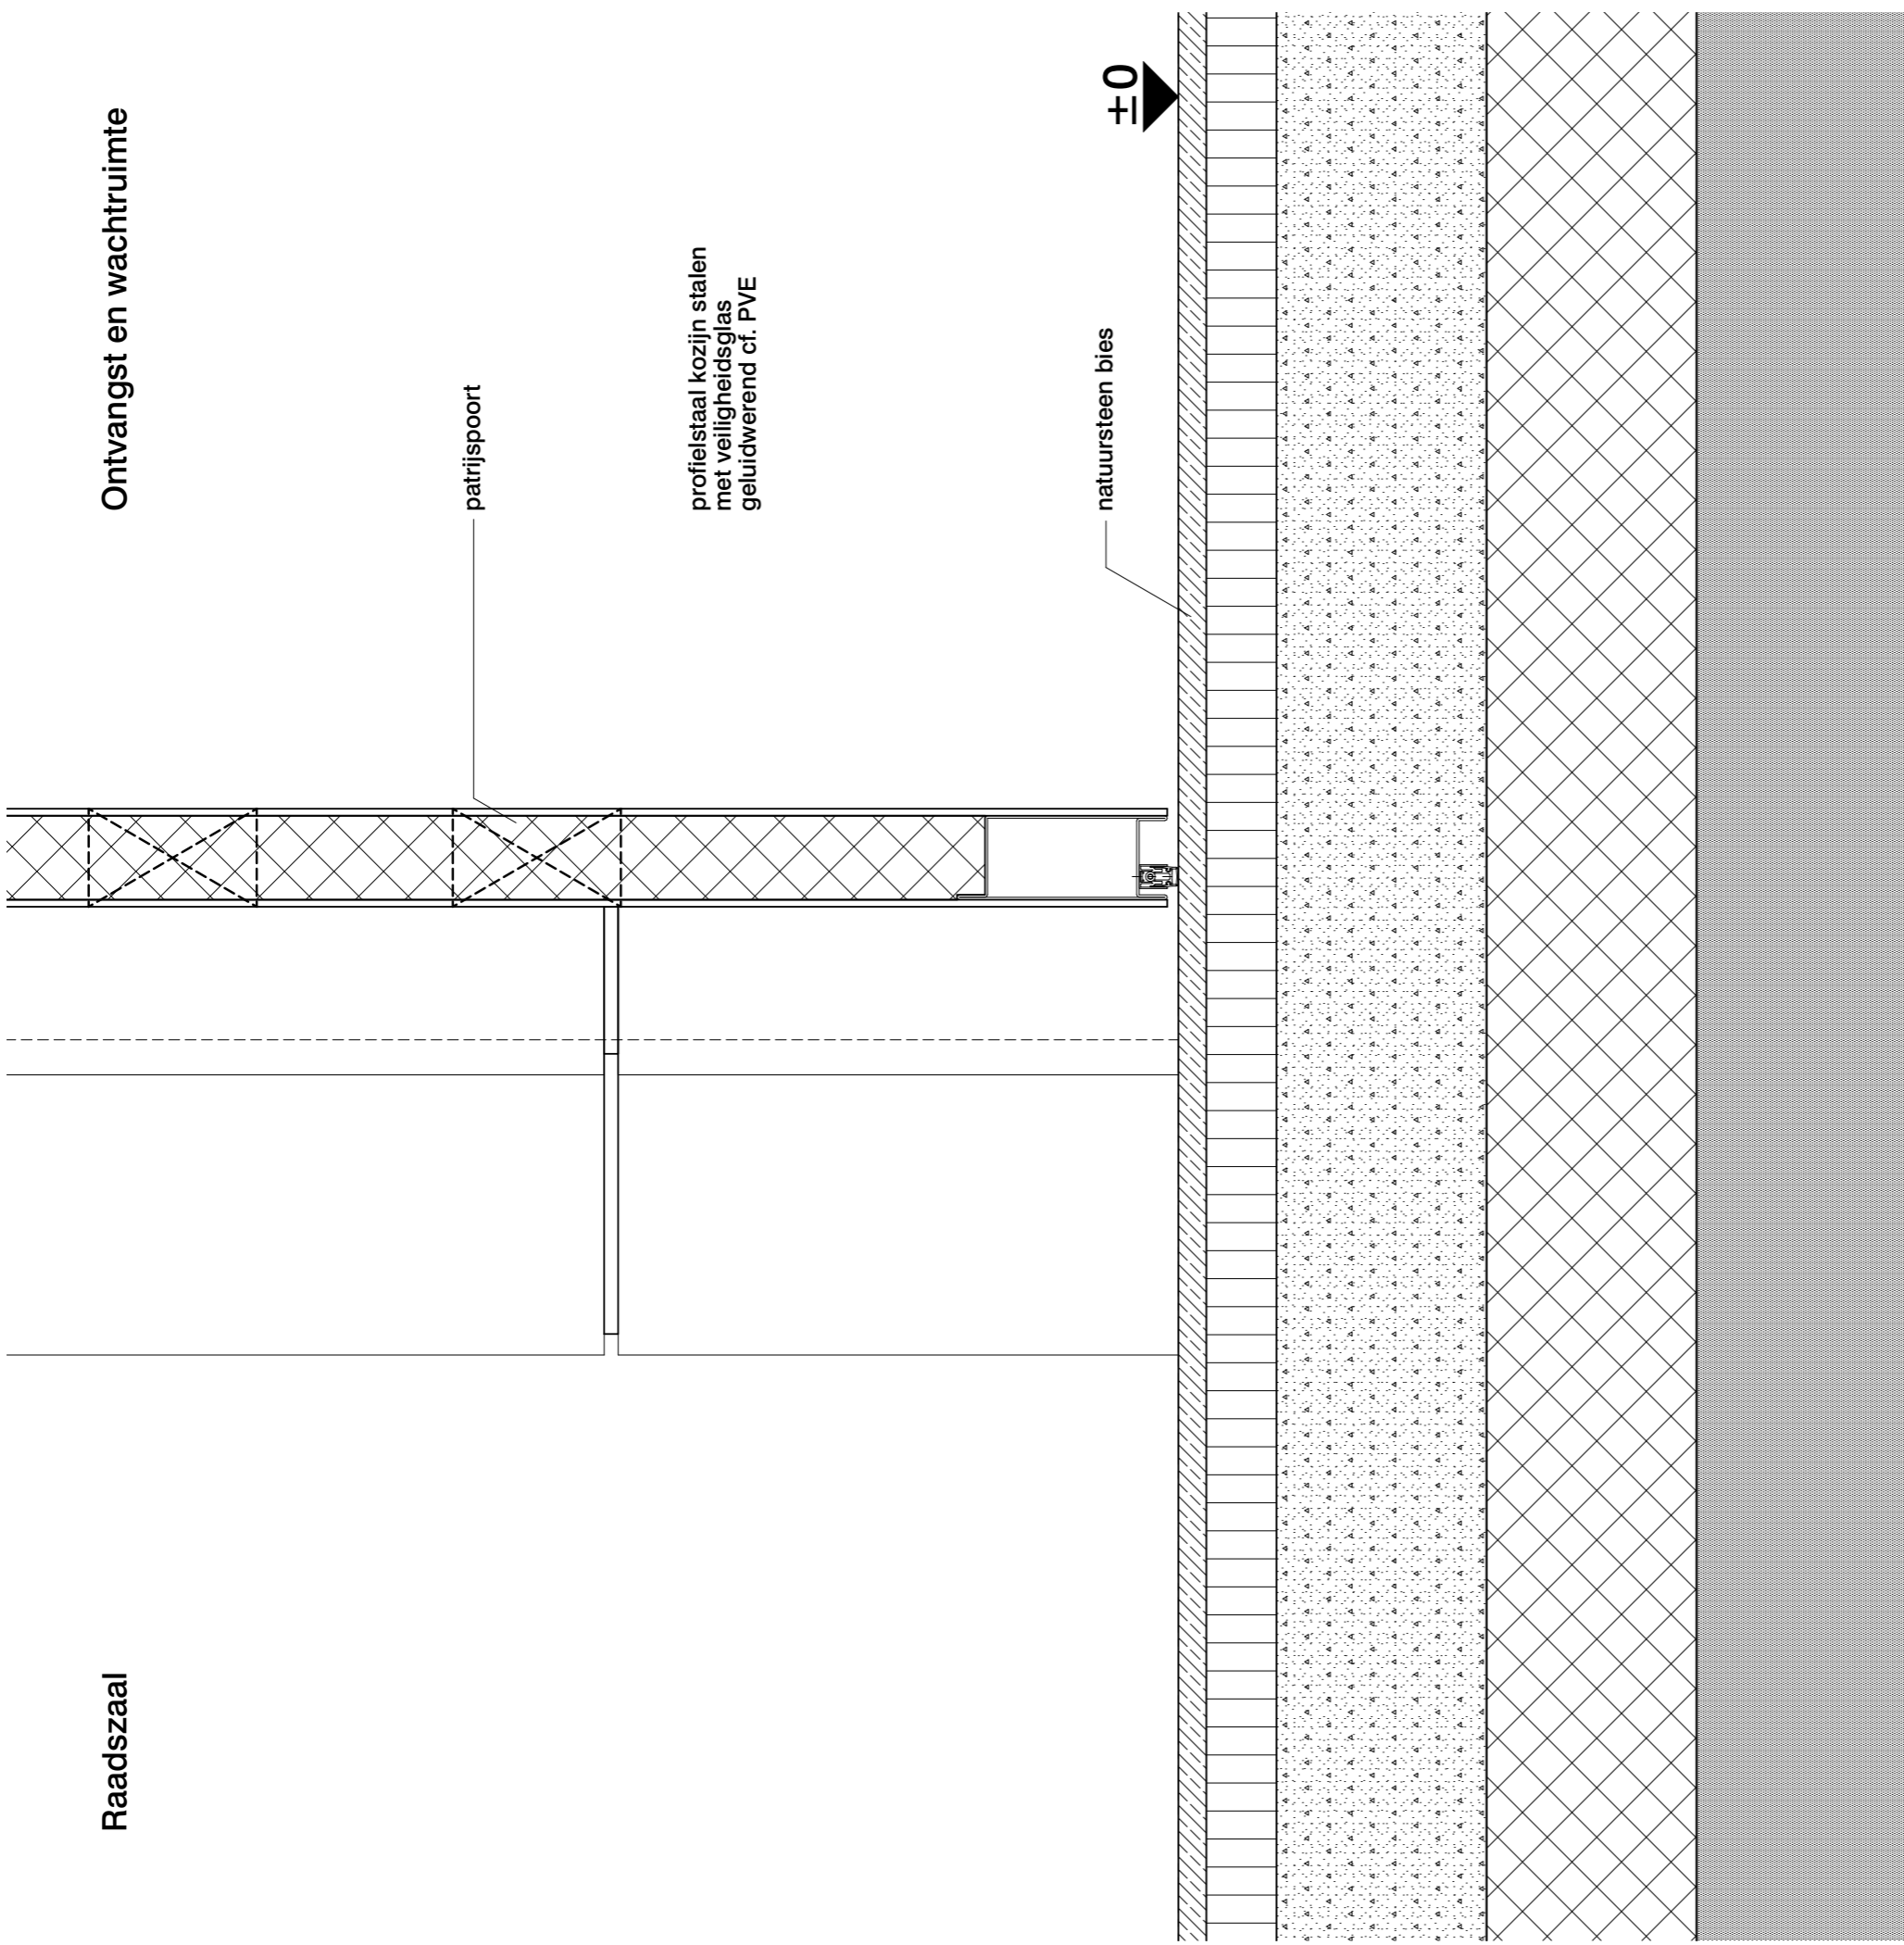 Raadszaal
Ontvangst en wachtruimte
patrijspoort
profielstaal kozijn stalen
met veiligheidsglas
geluidwerend cf. PVE
natuursteen bies
±0